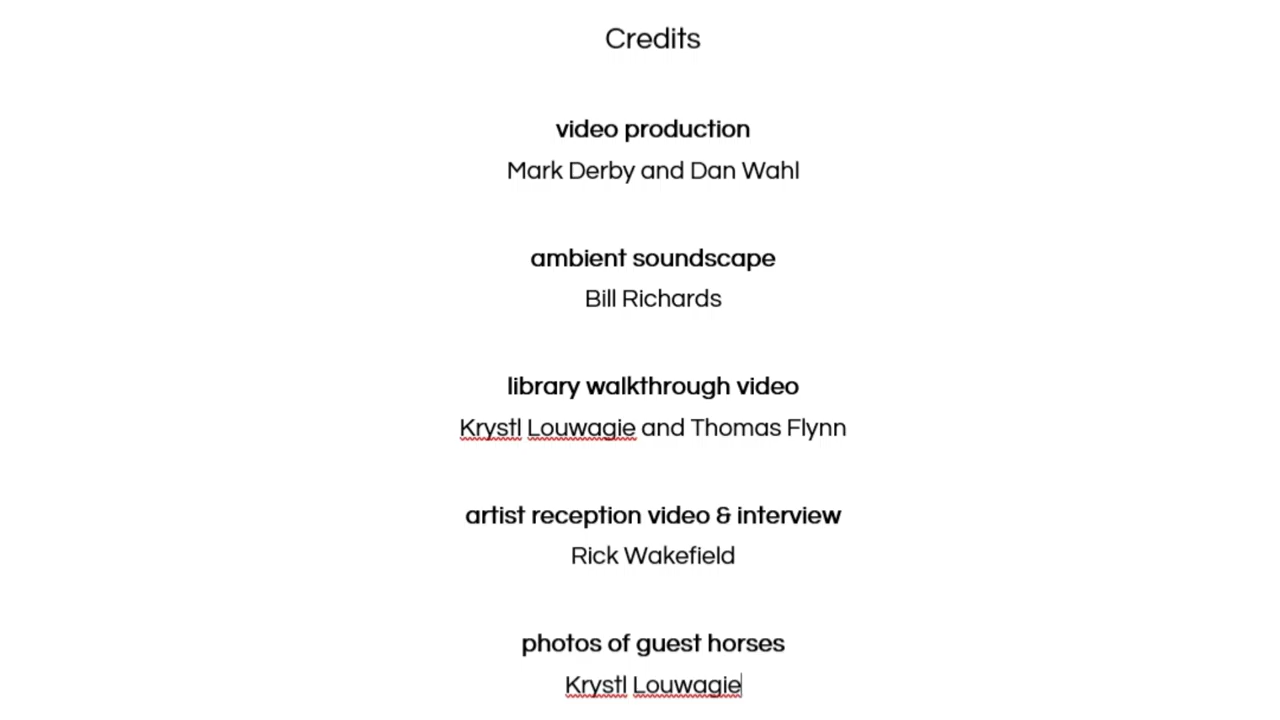 Credits
video production
Mark Derby and Dan Wahl
ambient soundscape
Bill Richards
library walkthrough video
Krystl Louwagie and Thomas Flynn
artist reception video & interview
Rick Wakefield
photos of guest horses
Krystl Louwagie